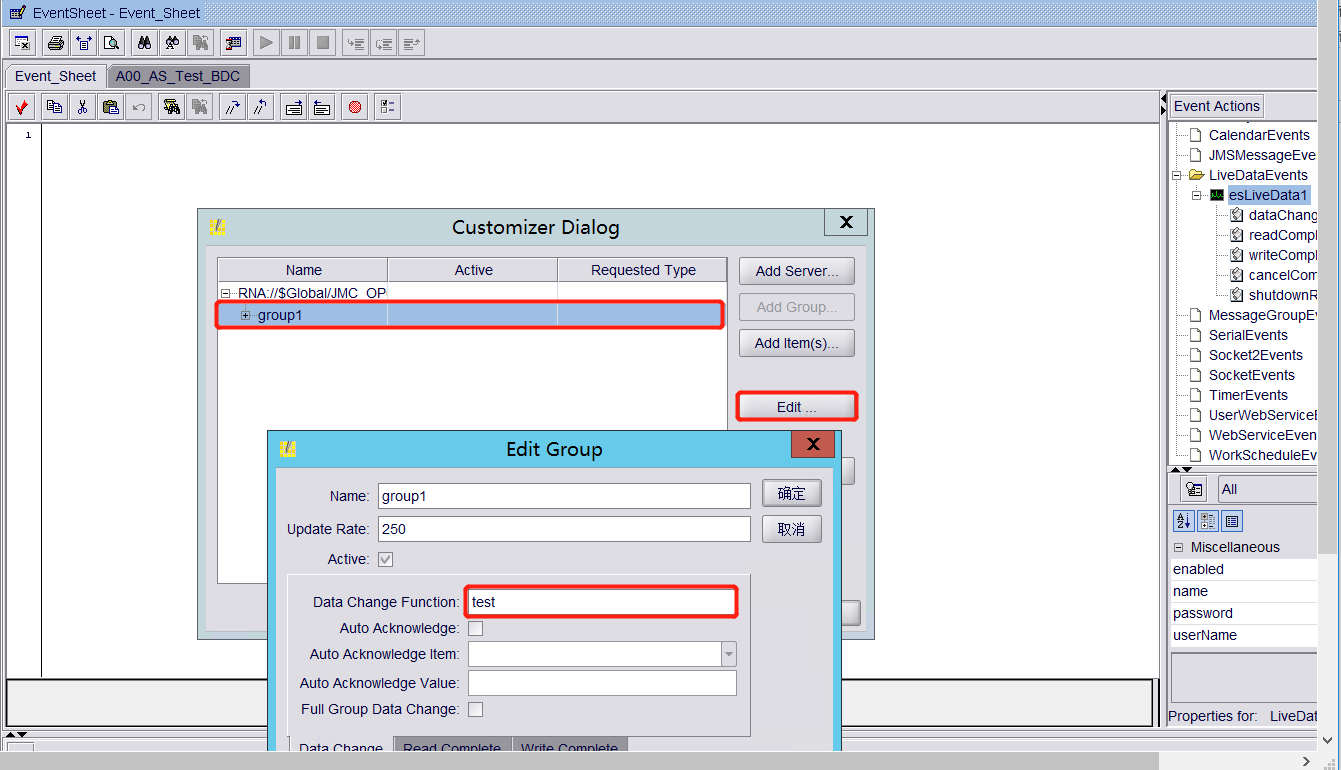 EventSheet - Event_Sheet
Event_Sheet
A00_AS_Test_BDC
1
Customizer Dialog
X
Name
Active
Requested Type
RNA://$Global/JMC_OP
group1
Add Server...
Add Group...
Add Item(s)...
Edit ...
Edit Group
X
Name:
group1
确定
Update Rate:
250
取消
Active:
Data Change Function:
test
Auto Acknowledge:
Auto Acknowledge Item:
Auto Acknowledge Value:
Full Group Data Change:
Data Change
Read Complete
Write Complete
Event Actions
CalendarEvents
JMSMessageEve
LiveDataEvents
esLiveData1
dataChang
readCompl
writeCompl
cancelCom
shutdownR
MessageGroupEv
SerialEvents
Socket2Events
SocketEvents
TimerEvents
UserWebServiceE
WebServiceEven
WorkScheduleEv
All
Miscellaneous
enabled
name
password
userName
Properties for:
LiveDat